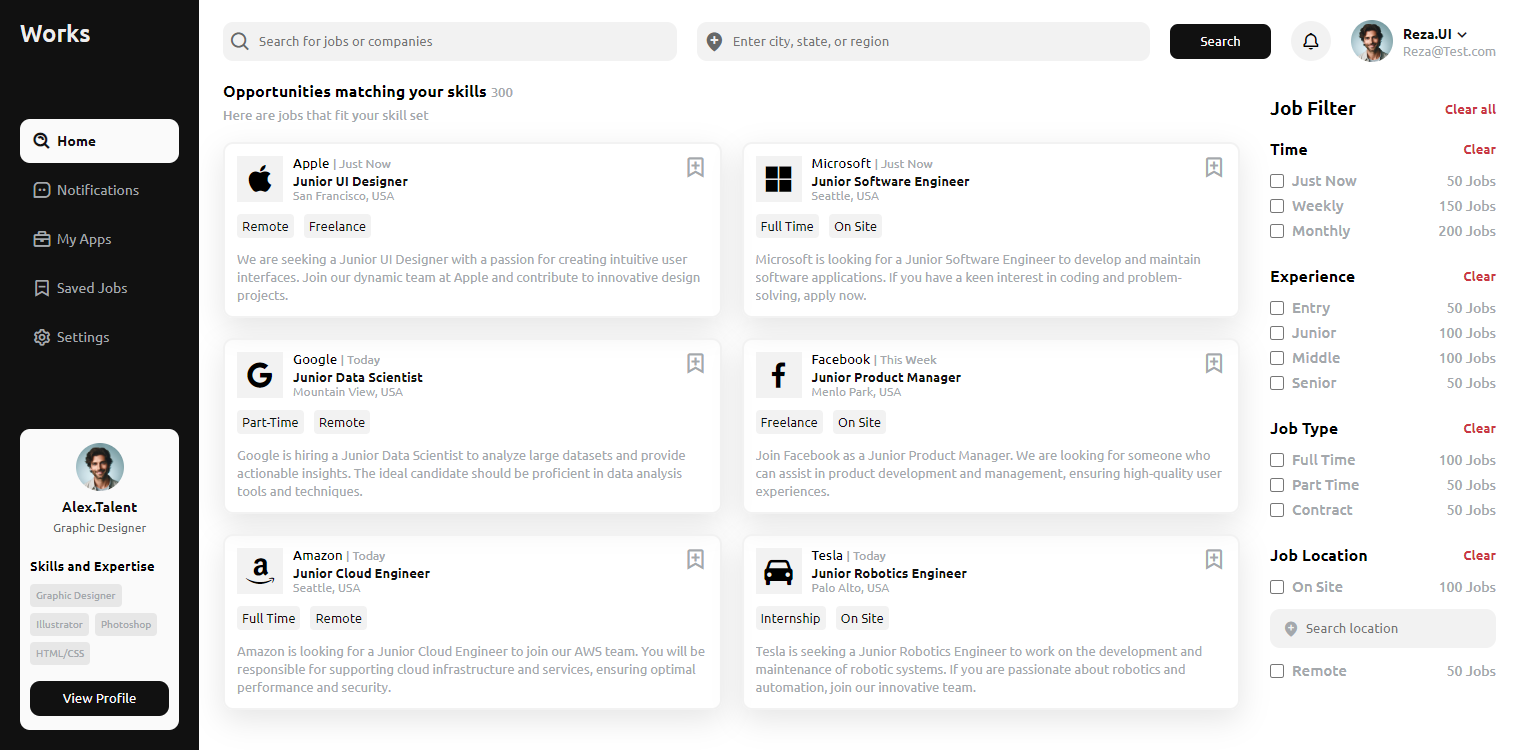 Works
Home
Notifications
My Apps
Saved Jobs
Settings
Alex.Talent
Graphic Designer
Skills and Expertise
Graphic Designer
Illustrator Photoshop
HTML/CSS
View Profile
Search for jobs or companies
Enter city, state, or region
Search
Reza.UI
Reza@Test.com
Opportunities matching your skills 300
Here are jobs that fit your skill set
Apple | Just Now
Junior UI Designer
San Francisco, USA
Remote Freelance
We are seeking a Junior UI Designer with a passion for creating intuitive user
interfaces. Join our dynamic team at Apple and contribute to innovative design
projects.
Microsoft | Just Now
Junior Software Engineer
Seattle, USA
Full Time On Site
Microsoft is looking for a Junior Software Engineer to develop and maintain
software applications. If you have a keen interest in coding and problem-
solving, apply now.
Google | Today
Junior Data Scientist
Mountain View, USA
Part-Time Remote
Google is hiring a Junior Data Scientist to analyze large datasets and provide
actionable insights. The ideal candidate should be proficient in data analysis
tools and techniques.
Facebook | This Week
Junior Product Manager
Menlo Park, USA
Freelance On Site
Join Facebook as a Junior Product Manager. We are looking for someone who
can assist in product development and management, ensuring high-quality user
experiences.
Amazon | Today
Junior Cloud Engineer
Seattle, USA
Full Time Remote
Amazon is looking for a Junior Cloud Engineer to join our AWS team. You will be
responsible for supporting cloud infrastructure and services, ensuring optimal
performance and security.
Tesla | Today
Junior Robotics Engineer
Palo Alto, USA
Internship On Site
Tesla is seeking a Junior Robotics Engineer to work on the development and
maintenance of robotic systems. If you are passionate about robotics and
automation, join our innovative team.
Job Filter Clear all
Time Clear
Just Now 50 Jobs
Weekly 150 Jobs
Monthly 200 Jobs
Experience Clear
Entry 50 Jobs
Junior 100 Jobs
Middle 100 Jobs
Senior 50 Jobs
Job Type Clear
Full Time 100 Jobs
Part Time 50 Jobs
Contract 50 Jobs
Job Location Clear
On Site 100 Jobs
Search location
Remote 50 Jobs